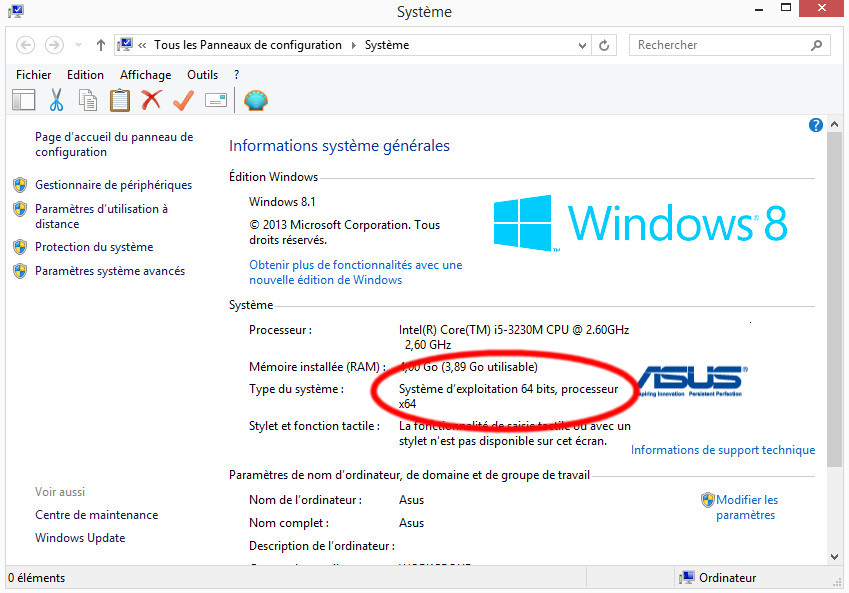 Système
« Tous les Panneaux de configuration Système
Rechercher
Fichier Edition Affichage Outils ?
Page d'accueil du panneau de
configuration
Gestionnaire de périphériques
Paramètres d'utilisation à
distance
Protection du système
Paramètres système avancés
Voir aussi
Centre de maintenance
Windows Update
?
Informations système générales
Édition Windows
Windows 8.1
© 2013 Microsoft Corporation. Tous
droits réservés.
Obtenir plus de fonctionnalités avec une
nouvelle édition de Windows
Windows® 8
Système
Processeur : Intel(R) Core(TM) i5-3230M CPU @ 2.60GHz
2,60 GHz
Mémoire installée (RAM) : 4,00 Go (3,89 Go utilisable)
Type du système : Système d'exploitation 64 bits, processeur
x64
Stylet et fonction tactile : La fonctionnalité de saisie tactile ou avec un
stylet n'est pas disponible sur cet écran.
ASUS®
Innovation Persistent Perfection
Informations de support technique
Paramètres de nom d'ordinateur, de domaine et de groupe de travail
Nom de l'ordinateur : Asus
Nom complet : Asus
Description de l'ordinateur :
Modifier les
paramètres
0 éléments
Ordinateur